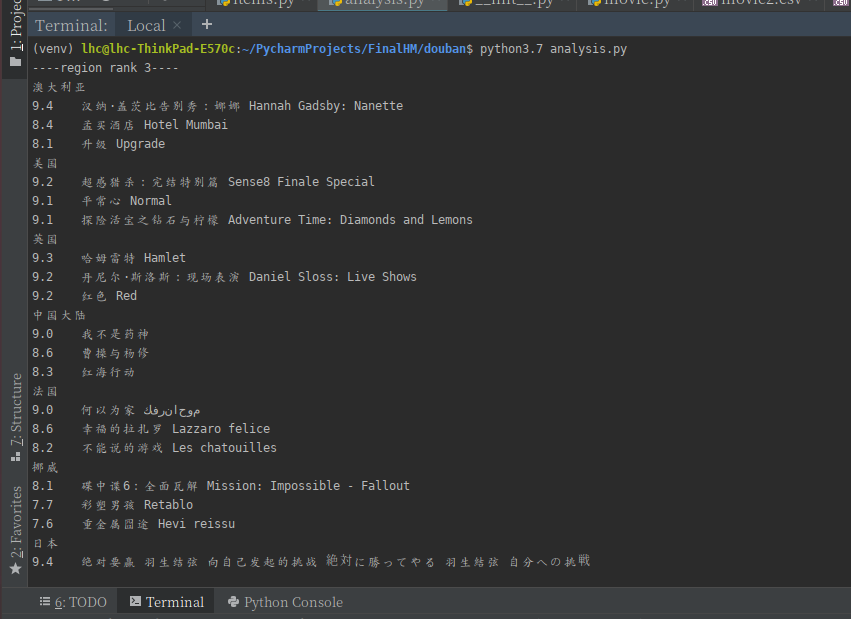 1: Projec
items.py
analysis.py
__init__.py
movie.py
movie2.csv
Terminal: Local × +
(venv) lhc@lhc-ThinkPad-E570c:~/PycharmProjects/FinalHM/douban$ python3.7 analysis.py
----region rank 3----
澳大利亚
9.4 汉纳·盖茨比告别秀：娜娜 Hannah Gadsby: Nanette
8.4 孟买酒店 Hotel Mumbai
8.1 升级 Upgrade
美国
9.2 超感猎杀：完结特别篇 Sense8 Finale Special
9.1 平常心 Normal
9.1 探险活宝之钻石与柠檬 Adventure Time: Diamonds and Lemons
英国
9.3 哈姆雷特 Hamlet
9.2 丹尼尔·斯洛斯：现场表演 Daniel Sloss: Live Shows
9.2 红色 Red
中国大陆
9.0 我不是药神
8.6 曹操与杨修
8.3 红海行动
法国
9.0 何以为家 كفرناحوم
8.6 幸福的拉扎罗 Lazzaro felice
8.2 不能说的游戏 Les chatouilles
挪威
8.1 碟中谍6：全面瓦解 Mission: Impossible - Fallout
7.7 彩塑男孩 Retablo
7.6 重金属囧途 Hevi reissu
日本
9.4 绝对要赢 羽生结弦 向自己发起的挑战 絶対に勝ってやる 羽生結弦 自分への挑戦
7: Structure
2: Favorites
6: TODO Terminal Python Console